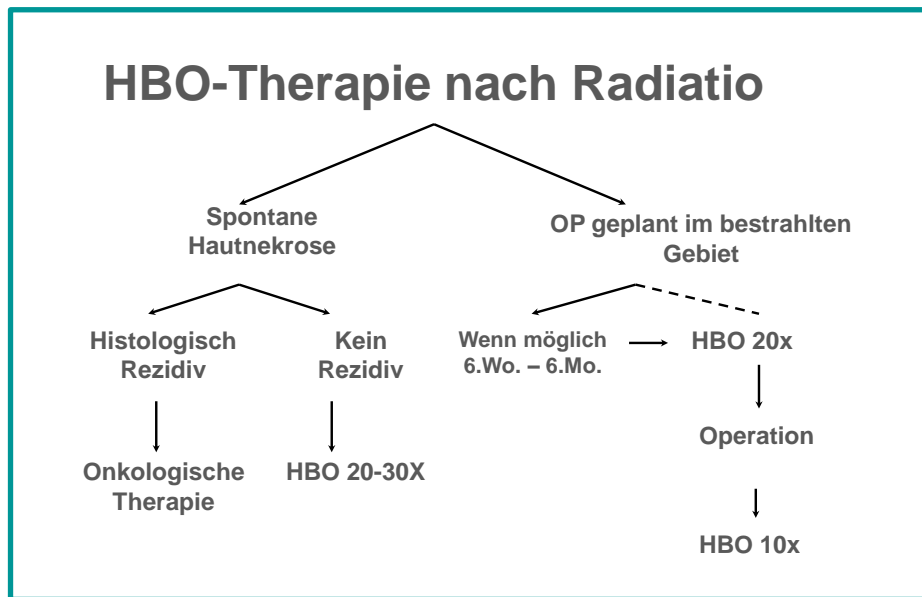 HBO-Therapie nach Radiatio
Spontane
Hautnekrose
OP geplant im bestrahlten
Gebiet
Histologisch
Rezidiv
Kein
Rezidiv
Wenn möglich
6.Wo. – 6.Mo.
HBO 20x
Onkologische
Therapie
HBO 20-30X
Operation
HBO 10x